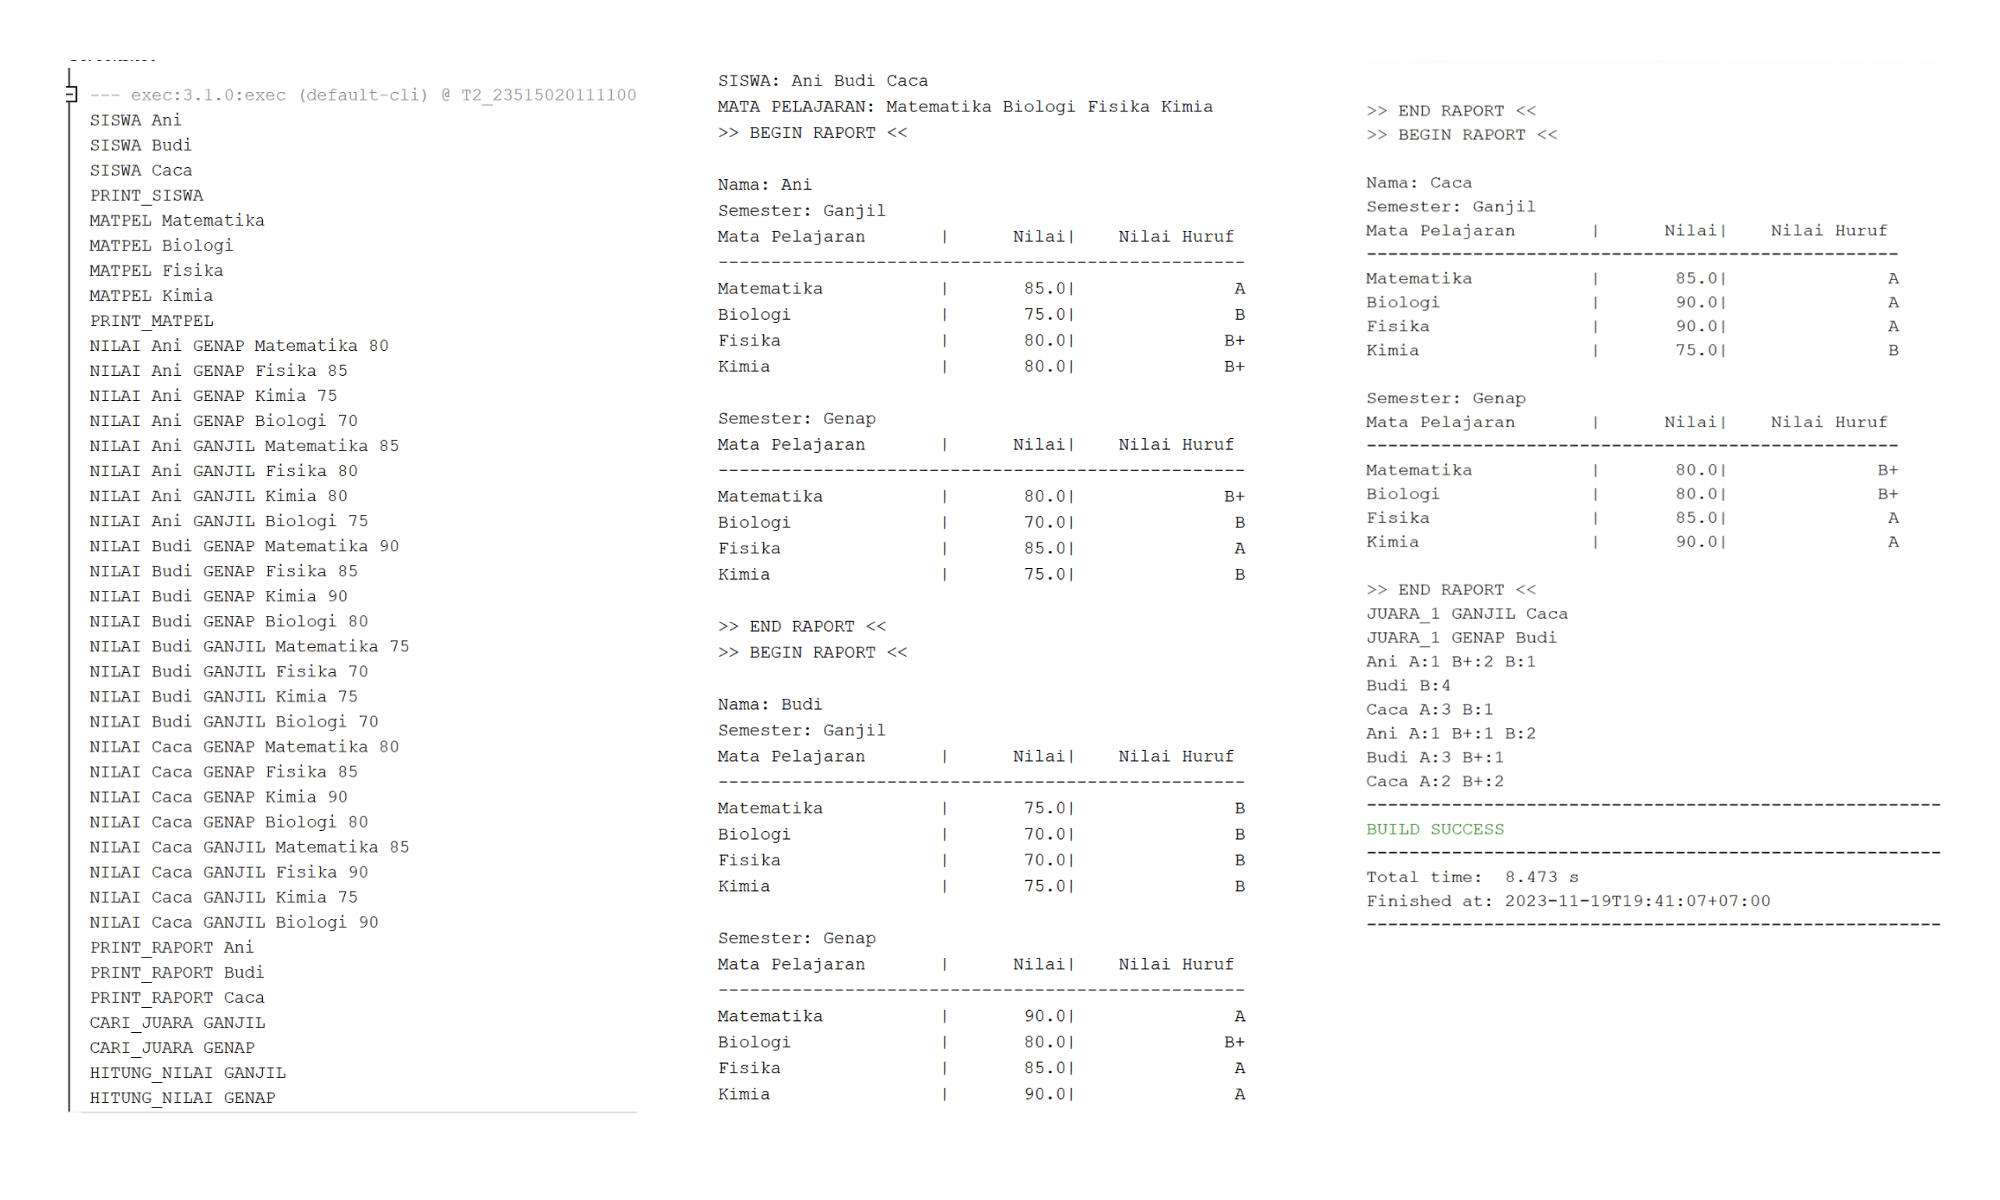 --- exec:3.1.0:exec (default-cli) @ T2_23515020111100
SISWA Ani
SISWA Budi
SISWA Caca
PRINT_SISWA
MATPEL Matematika
MATPEL Biologi
MATPEL Fisika
MATPEL Kimia
PRINT_MATPEL
NILAI Ani GENAP Matematika 80
NILAI Ani GENAP Fisika 85
NILAI Ani GENAP Kimia 75
NILAI Ani GENAP Biologi 70
NILAI Ani GANJIL Matematika 85
NILAI Ani GANJIL Fisika 80
NILAI Ani GANJIL Kimia 80
NILAI Ani GANJIL Biologi 75
NILAI Budi GENAP Matematika 90
NILAI Budi GENAP Fisika 85
NILAI Budi GENAP Kimia 90
NILAI Budi GENAP Biologi 80
NILAI Budi GANJIL Matematika 75
NILAI Budi GANJIL Fisika 70
NILAI Budi GANJIL Kimia 75
NILAI Budi GANJIL Biologi 70
NILAI Caca GENAP Matematika 80
NILAI Caca GENAP Fisika 85
NILAI Caca GENAP Kimia 90
NILAI Caca GENAP Biologi 80
NILAI Caca GANJIL Matematika 85
NILAI Caca GANJIL Fisika 90
NILAI Caca GANJIL Kimia 75
NILAI Caca GANJIL Biologi 90
PRINT_RAPORT Ani
PRINT_RAPORT Budi
PRINT_RAPORT Caca
CARI_JUARA GANJIL
CARI_JUARA GENAP
HITUNG_NILAI GANJIL
HITUNG_NILAI GENAP
SISWA: Ani Budi Caca
MATA PELAJARAN: Matematika Biologi Fisika Kimia
>> BEGIN RAPORT <<
Nama: Ani
Semester: Ganjil
Mata Pelajaran | Nilai| Nilai Huruf
--------------------------------------------------
Matematika | 85.0| A
Biologi | 75.0| B
Fisika | 80.0| B+
Kimia | 80.0| B+
Semester: Genap
Mata Pelajaran | Nilai| Nilai Huruf
--------------------------------------------------
Matematika | 80.0| B+
Biologi | 70.0| B
Fisika | 85.0| A
Kimia | 75.0| B
>> END RAPORT <<
>> BEGIN RAPORT <<
Nama: Budi
Semester: Ganjil
Mata Pelajaran | Nilai| Nilai Huruf
--------------------------------------------------
Matematika | 75.0| B
Biologi | 70.0| B
Fisika | 70.0| B
Kimia | 75.0| B
Semester: Genap
Mata Pelajaran | Nilai| Nilai Huruf
--------------------------------------------------
Matematika | 90.0| A
Biologi | 80.0| B+
Fisika | 85.0| A
Kimia | 90.0| A
>> END RAPORT <<
>> BEGIN RAPORT <<
Nama: Caca
Semester: Ganjil
Mata Pelajaran | Nilai| Nilai Huruf
--------------------------------------------------
Matematika | 85.0| A
Biologi | 90.0| A
Fisika | 90.0| A
Kimia | 75.0| B
Semester: Genap
Mata Pelajaran | Nilai| Nilai Huruf
--------------------------------------------------
Matematika | 80.0| B+
Biologi | 80.0| B+
Fisika | 85.0| A
Kimia | 90.0| A
>> END RAPORT <<
JUARA_1 GANJIL Caca
JUARA_1 GENAP Budi
Ani A:1 B+:2 B:1
Budi B:4
Caca A:3 B:1
Ani A:1 B+:1 B:2
Budi A:3 B+:1
Caca A:2 B+:2
------------------------------------------------------
BUILD SUCCESS
------------------------------------------------------
Total time: 8.473 s
Finished at: 2023-11-19T19:41:07+07:00
------------------------------------------------------